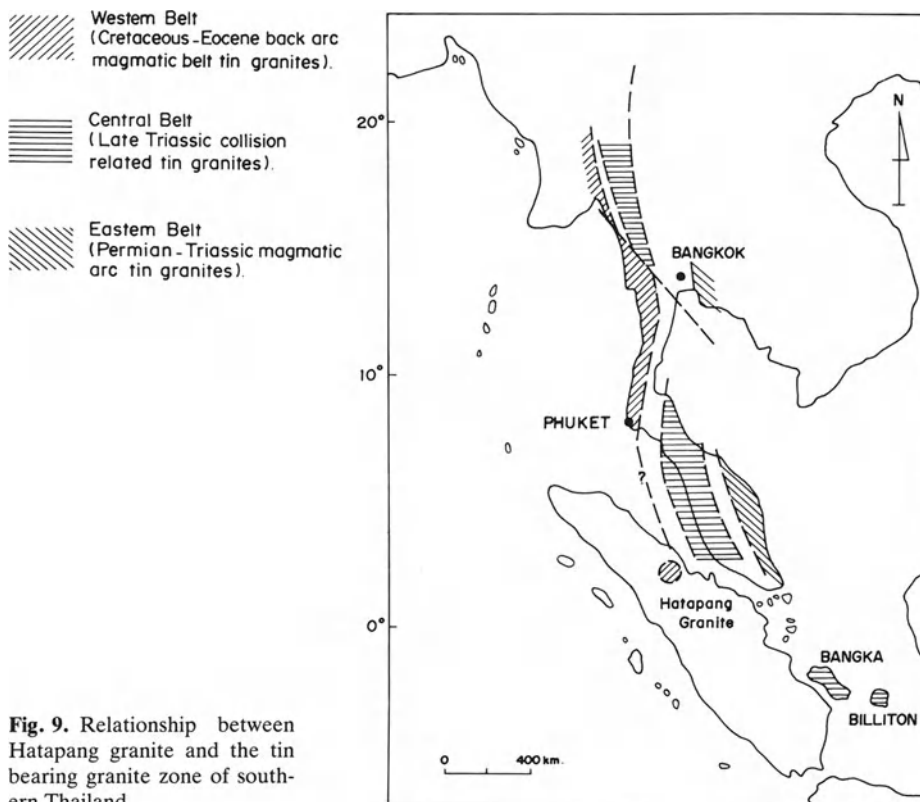 Western Belt
(Cretaceous-Eocene back arc
magmatic belt tin granites).
Central Belt
(Late Triassic collision
related tin granites).
Eastern Belt
(Permian-Triassic magmatic
arc tin granites).
N
20°
BANGKOK
10°
PHUKET
?
Hatapang
Granite
0°
BANGKA
BILLITON
0 400 km.
Fig. 9. Relationship between
Hatapang granite and the tin
bearing granite zone of south-
ern Thailand